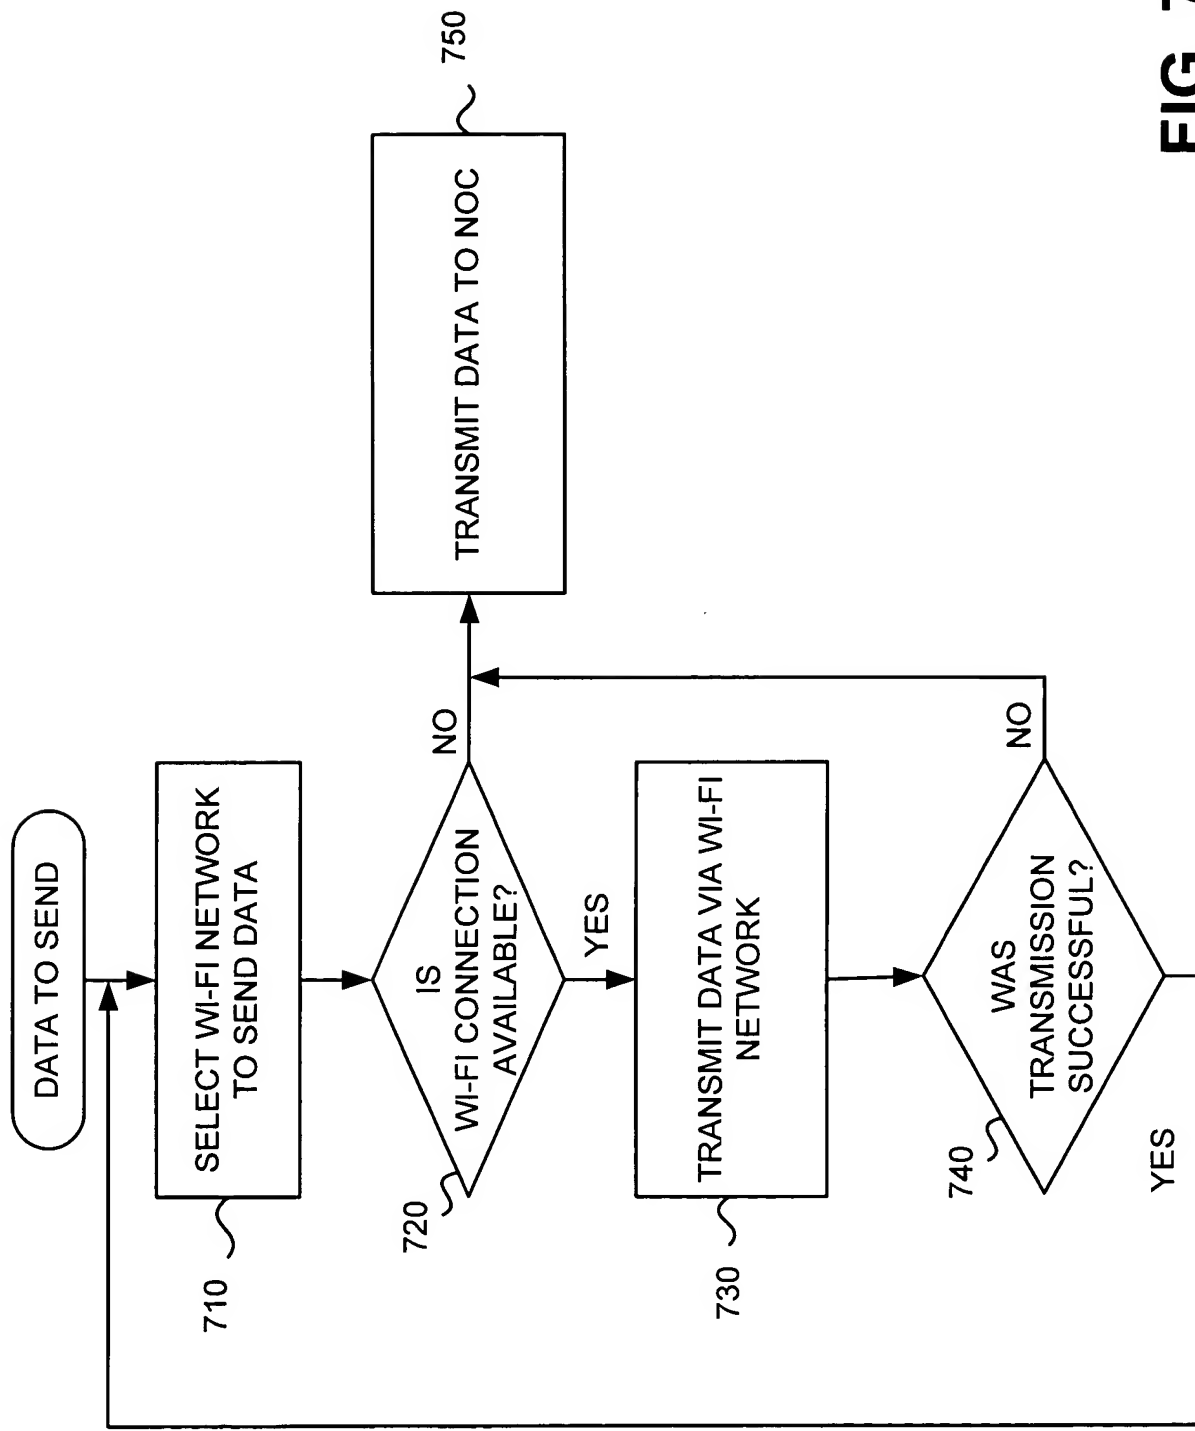 DATA TO SEND
SELECT WI-FI NETWORK
TO SEND DATA
710
IS
WI-FI CONNECTION
AVAILABLE?
720
NO
YES
TRANSMIT DATA TO NOC
750
TRANSMIT DATA VIA WI-FI
NETWORK
730
WAS
TRANSMISSION
SUCCESSFUL?
740
NO
YES
FIG. 7